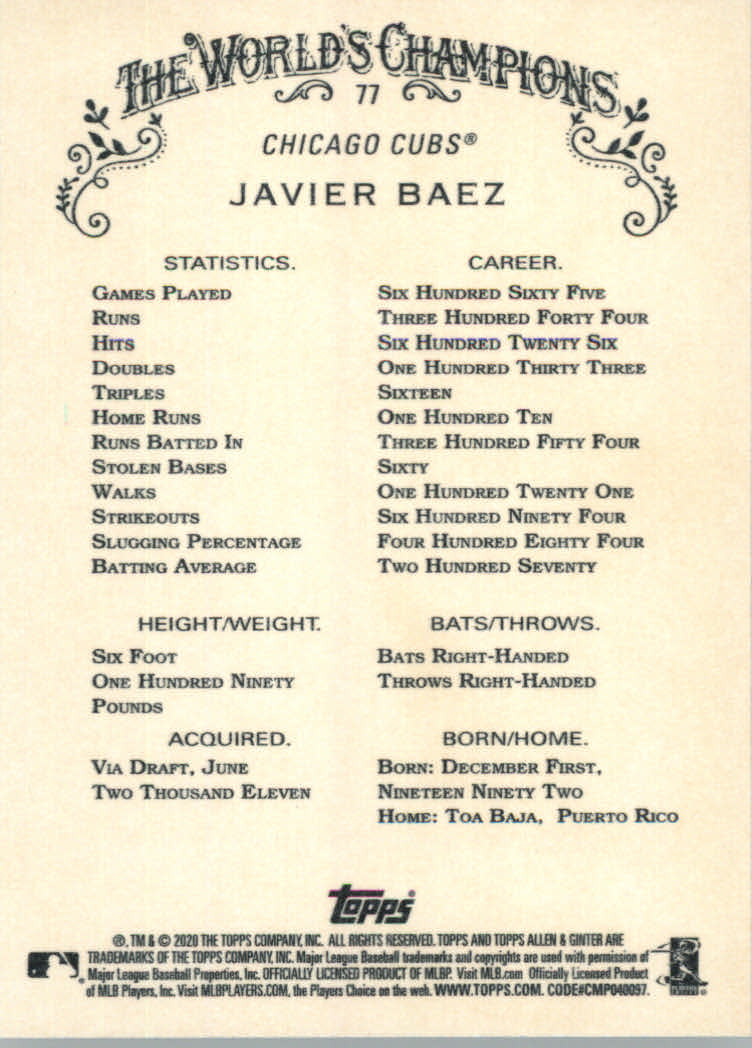 THE WORLD'S CHAMPIONS
77
CHICAGO CUBS®
JAVIER BAEZ
STATISTICS.
GAMES PLAYED
RUNS
HITS
DOUBLES
TRIPLES
HOME RUNS
RUNS BATTED IN
STOLEN BASES
WALKS
STRIKEOUTS
SLUGGING PERCENTAGE
BATTING AVERAGE
CAREER.
SIX HUNDRED SIXTY FIVE
THREE HUNDRED FORTY FOUR
SIX HUNDRED TWENTY SIX
ONE HUNDRED THIRTY THREE
SIXTEEN
ONE HUNDRED TEN
THREE HUNDRED FIFTY FOUR
SIXTY
ONE HUNDRED TWENTY ONE
SIX HUNDRED NINETY FOUR
FOUR HUNDRED EIGHTY FOUR
TWO HUNDRED SEVENTY
HEIGHT/WEIGHT.
SIX FOOT
ONE HUNDRED NINETY
POUNDS
BATS/THROWS.
BATS RIGHT-HANDED
THROWS RIGHT-HANDED
ACQUIRED.
VIA DRAFT, JUNE
TWO THOUSAND ELEVEN
BORN/HOME.
BORN: DECEMBER FIRST,
NINETEEN NINETY TWO
HOME: TOA BAJA, PUERTO RICO
Topps
®, TM & © 2020 THE TOPPS COMPANY, INC. ALL RIGHTS RESERVED. TOPPS AND TOPPS ALLEN & GINTER ARE
TRADEMARKS OF THE TOPPS COMPANY, INC. Major League Baseball trademarks and copyrights are used with permission of
Major League Baseball Properties, Inc. OFFICIALLY LICENSED PRODUCT OF MLBP. Visit MLB.com Officially Licensed Product
of MLB Players, Inc. Visit MLBPLAYERS.COM, the Players Choice on the web. WWW.TOPPS.COM. CODE#CMP040097.